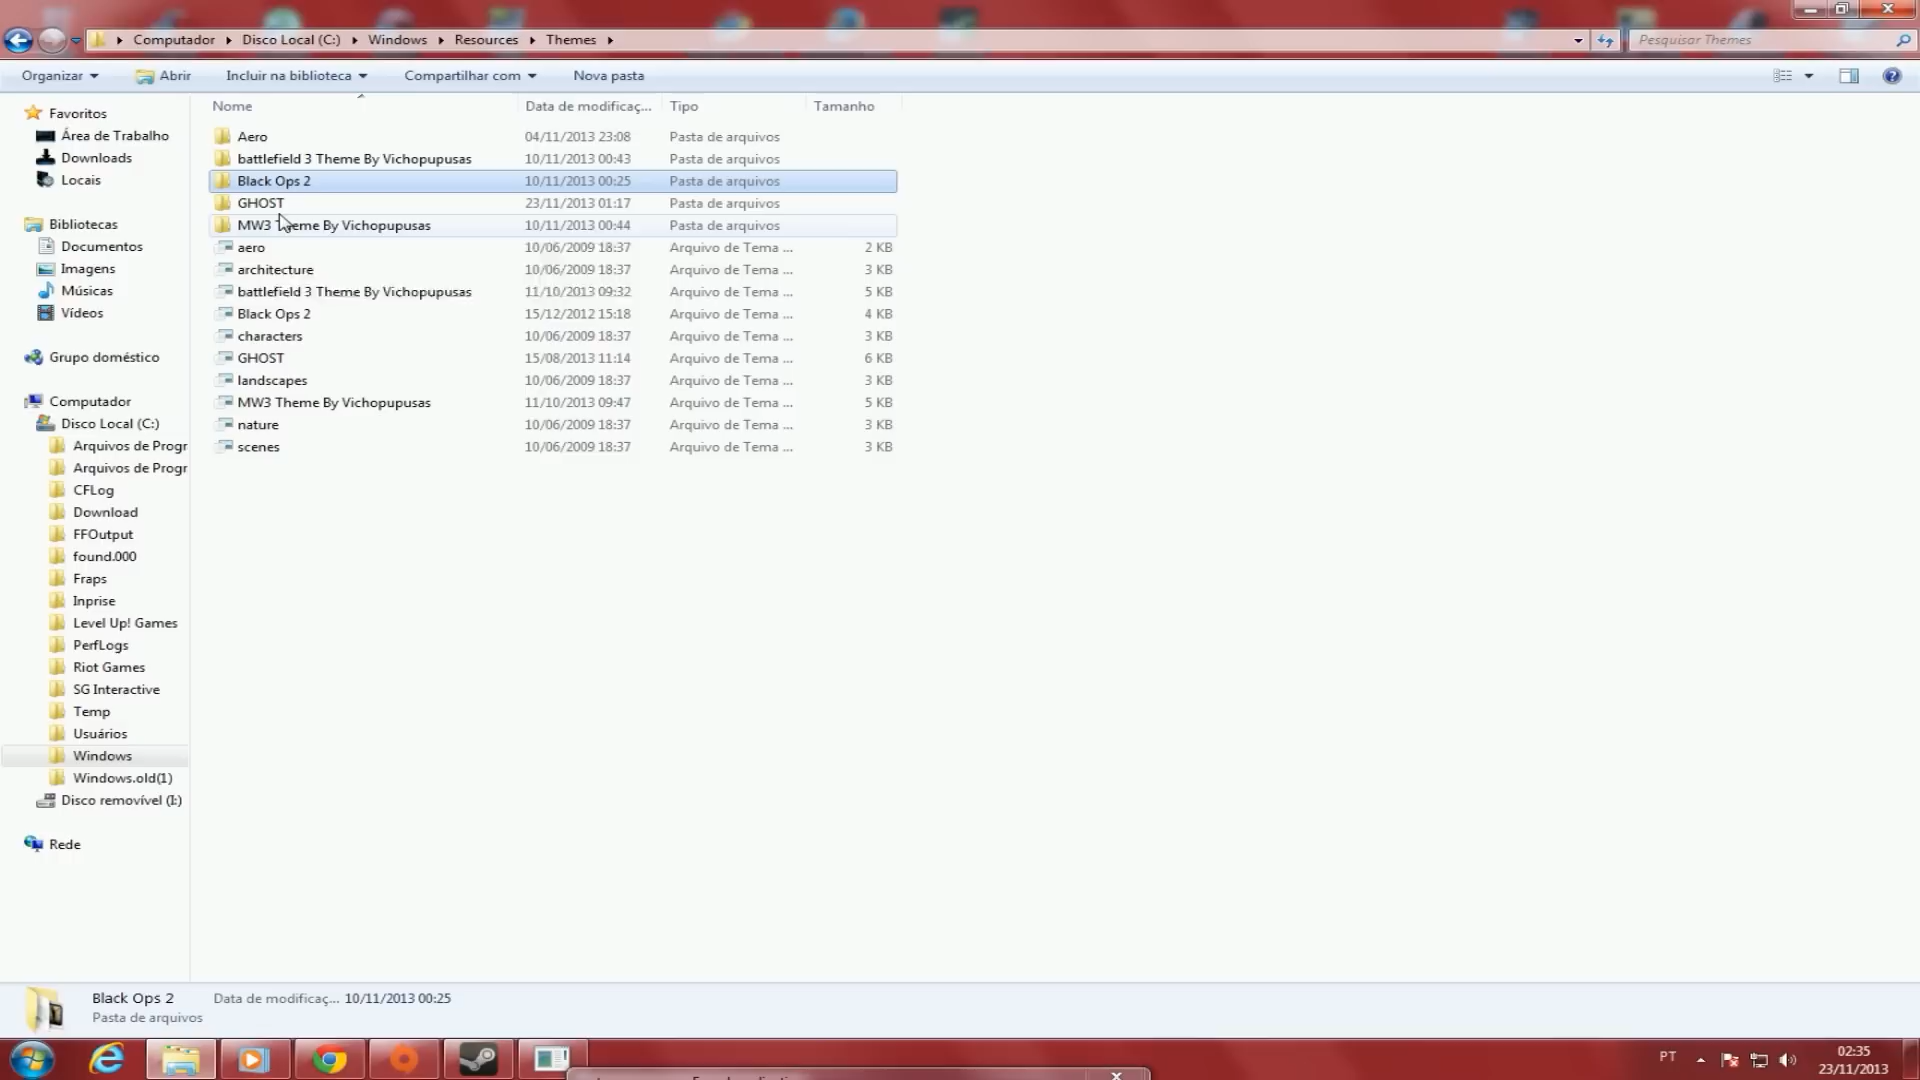 Computador Disco Local (C:) Windows Resources Themes Pesquisar Themes
Organizar Abrir Incluir na biblioteca Compartilhar com Nova pasta
Favoritos
Área de Trabalho
Downloads
Locais
Bibliotecas
Documentos
Imagens
Músicas
Vídeos
Grupo doméstico
Computador
Disco Local (C:)
Arquivos de Progr
Arquivos de Progr
CFLog
Download
FFOutput
found.000
Fraps
Inprise
Level Up! Games
PerfLogs
Riot Games
SG Interactive
Temp
Usuários
Windows
Windows.old(1)
Disco removível (I:)
Rede
Nome Data de modificaç... Tipo Tamanho
Aero 04/11/2013 23:08 Pasta de arquivos
battlefield 3 Theme By Vichopupusas 10/11/2013 00:43 Pasta de arquivos
Black Ops 2 10/11/2013 00:25 Pasta de arquivos
GHOST 23/11/2013 01:17 Pasta de arquivos
MW3 Theme By Vichopupusas 10/11/2013 00:44 Pasta de arquivos
aero 10/06/2009 18:37 Arquivo de Tema ... 2 KB
architecture 10/06/2009 18:37 Arquivo de Tema ... 3 KB
battlefield 3 Theme By Vichopupusas 11/10/2013 09:32 Arquivo de Tema ... 5 KB
Black Ops 2 15/12/2012 15:18 Arquivo de Tema ... 4 KB
characters 10/06/2009 18:37 Arquivo de Tema ... 3 KB
GHOST 15/08/2013 11:14 Arquivo de Tema ... 6 KB
landscapes 10/06/2009 18:37 Arquivo de Tema ... 3 KB
MW3 Theme By Vichopupusas 11/10/2013 09:47 Arquivo de Tema ... 5 KB
nature 10/06/2009 18:37 Arquivo de Tema ... 3 KB
scenes 10/06/2009 18:37 Arquivo de Tema ... 3 KB
Black Ops 2 Data de modificaç... 10/11/2013 00:25
Pasta de arquivos
PT 02:35
23/11/2013